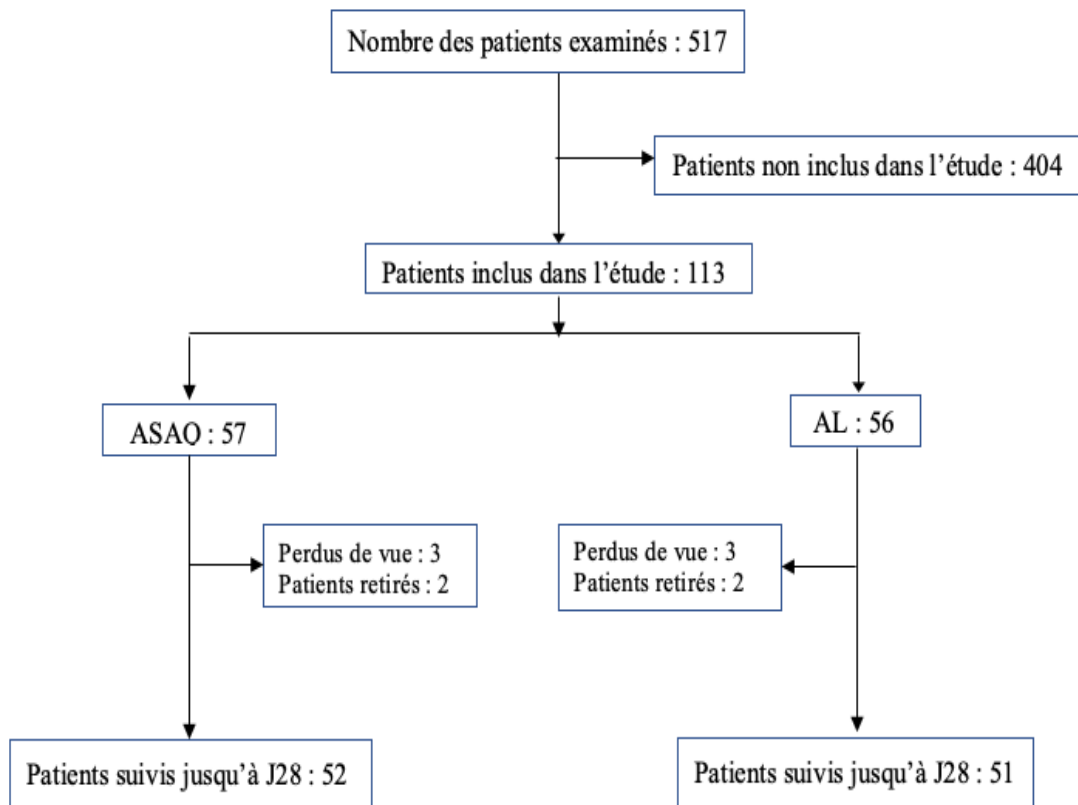 Nombre des patients examinés : 517
Patients non inclus dans l’étude : 404
Patients inclus dans l’étude : 113
ASAQ : 57
AL : 56
Perdus de vue : 3
Patients retirés : 2
Perdus de vue : 3
Patients retirés : 2
Patients suivis jusqu’à J28 : 52
Patients suivis jusqu’à J28 : 51